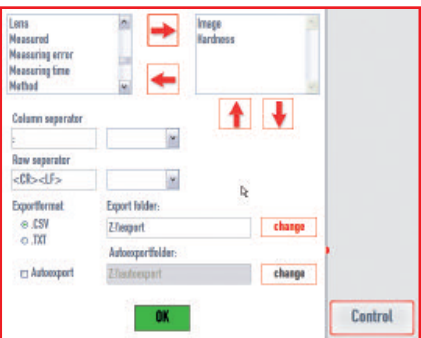 Lens
Measured
Measuring error
Measuring time
Method
Image
Hardness
Column seperator
;
Row seperator
<CR><LF>
Exportformat
.CSV
.TXT
Export folder:
Z:\export
change
Autoexportfolder:
Autoexport
Z:\autoexport
change
OK
Control